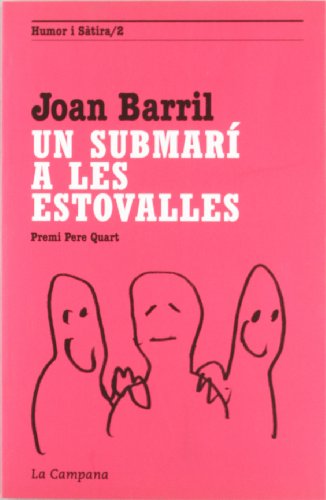 Humor i Sàtira/2
Joan Barril
UN SUBMARÍ
A LES
ESTOVALLES
Premi Pere Quart
La Campana